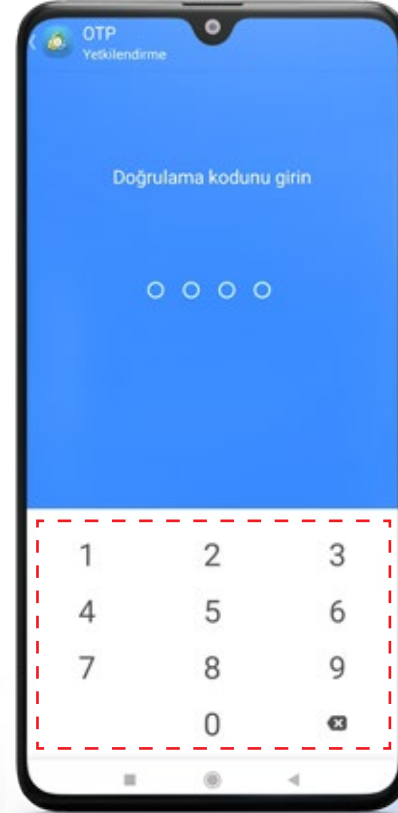 OTP
Yetkilendirme
Doğrulama kodunu girin
1 2 3
4 5 6
7 8 9
0